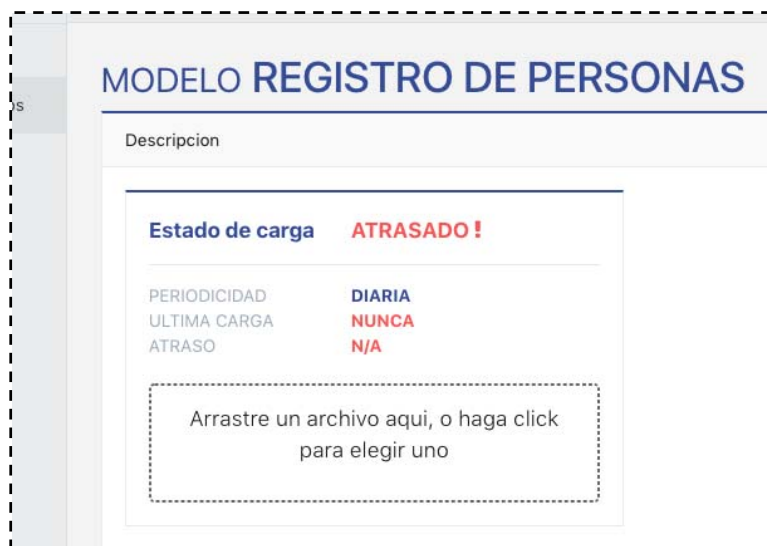 MODELO REGISTRO DE PERSONAS
os
Descripcion
Estado de carga ATRASADO!
PERIODICIDAD DIARIA
ULTIMA CARGA NUNCA
ATRASO N/A
Arrastre un archivo aqui, o haga click
para elegir uno